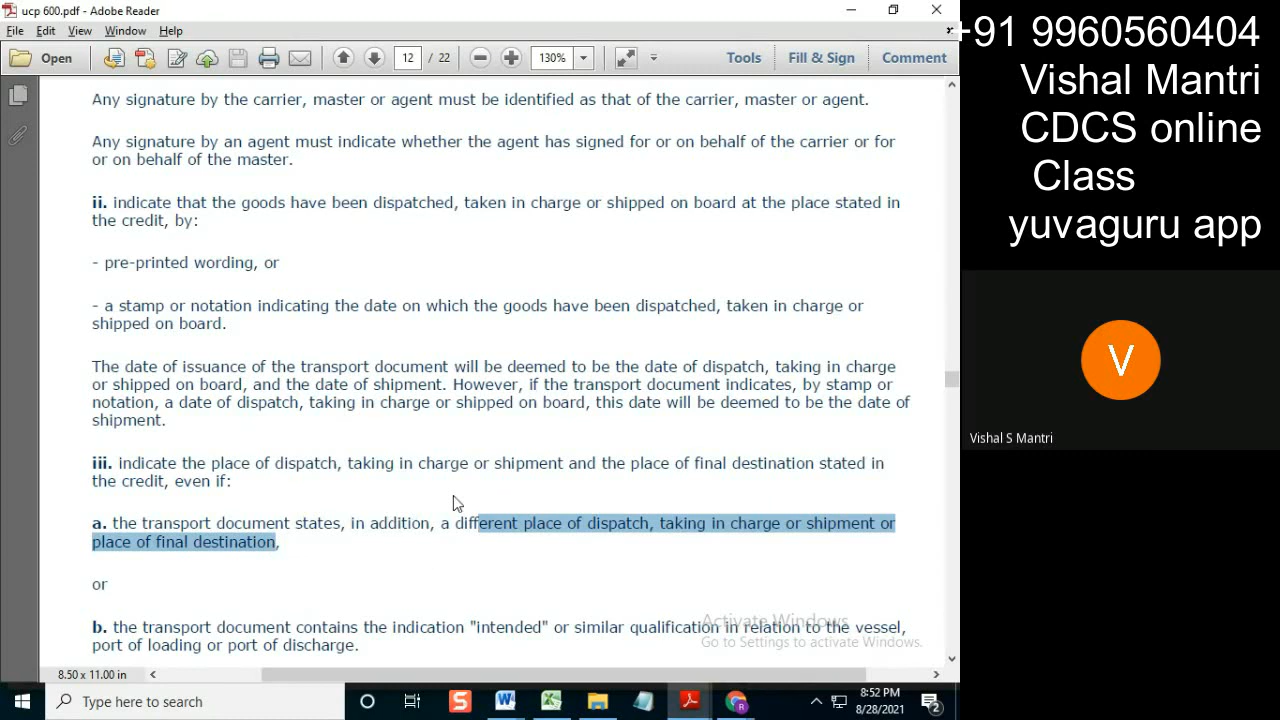 ucp 600.pdf - Adobe Reader
File Edit View Window Help
Open 12 / 22 130% Tools Fill & Sign Comment
Any signature by the carrier, master or agent must be identified as that of the carrier, master or agent.
Any signature by an agent must indicate whether the agent has signed for or on behalf of the carrier or for
or on behalf of the master.
ii. indicate that the goods have been dispatched, taken in charge or shipped on board at the place stated in
the credit, by:
- pre-printed wording, or
- a stamp or notation indicating the date on which the goods have been dispatched, taken in charge or
shipped on board.
The date of issuance of the transport document will be deemed to be the date of dispatch, taking in charge
or shipped on board, and the date of shipment. However, if the transport document indicates, by stamp or
notation, a date of dispatch, taking in charge or shipped on board, this date will be deemed to be the date of
shipment.
iii. indicate the place of dispatch, taking in charge or shipment and the place of final destination stated in
the credit, even if:
a. the transport document states, in addition, a different place of dispatch, taking in charge or shipment or
place of final destination,
or
b. the transport document contains the indication "intended" or similar qualification in relation to the vessel,
port of loading or port of discharge.
Activate Windows
Go to Settings to activate Windows.
8.50 x 11.00 in
Type here to search
8:52 PM
8/28/2021
2
+91 9960560404
Vishal Mantri
CDCS online
Class
yuvaguru app
V
Vishal S Mantri